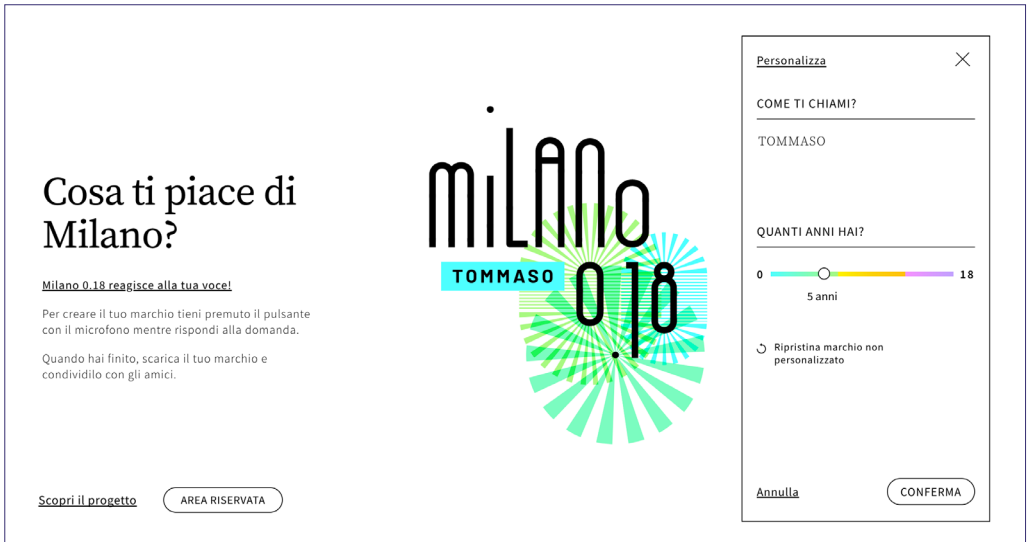 Cosa ti piace di
Milano?
Milano 0.18 reagisce alla tua voce!
Per creare il tuo marchio tieni premuto il pulsante
con il microfono mentre rispondi alla domanda.
Quando hai finito, scarica il tuo marchio e
condividilo con gli amici.
Scopri il progetto
AREA RISERVATA
miLANo
TOMMASO
0.18
Personalizza
COME TI CHIAMI?
TOMMASO
QUANTI ANNI HAI?
0
18
5 anni
Ripristina marchio non
personalizzato
Annulla
CONFERMA